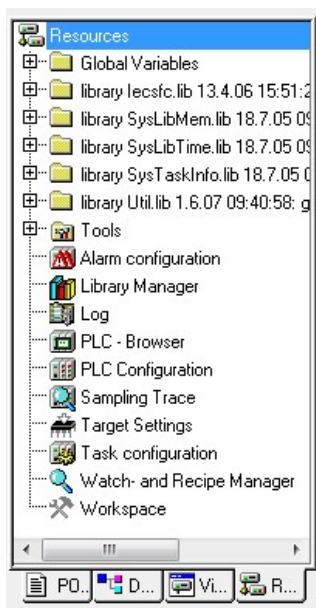 Resources
Global Variables
library Iecsfc.lib 13.4.06 15:51:2
library SysLibMem.lib 18.7.05 09
library SysLibTime.lib 18.7.05 09
library SysTaskInfo.lib 18.7.05 0
library Util.lib 1.6.07 09:40:58: g
Tools
Alarm configuration
Library Manager
Log
PLC - Browser
PLC Configuration
Sampling Trace
Target Settings
Task configuration
Watch- and Recipe Manager
Workspace
PO... D... Vi... R...